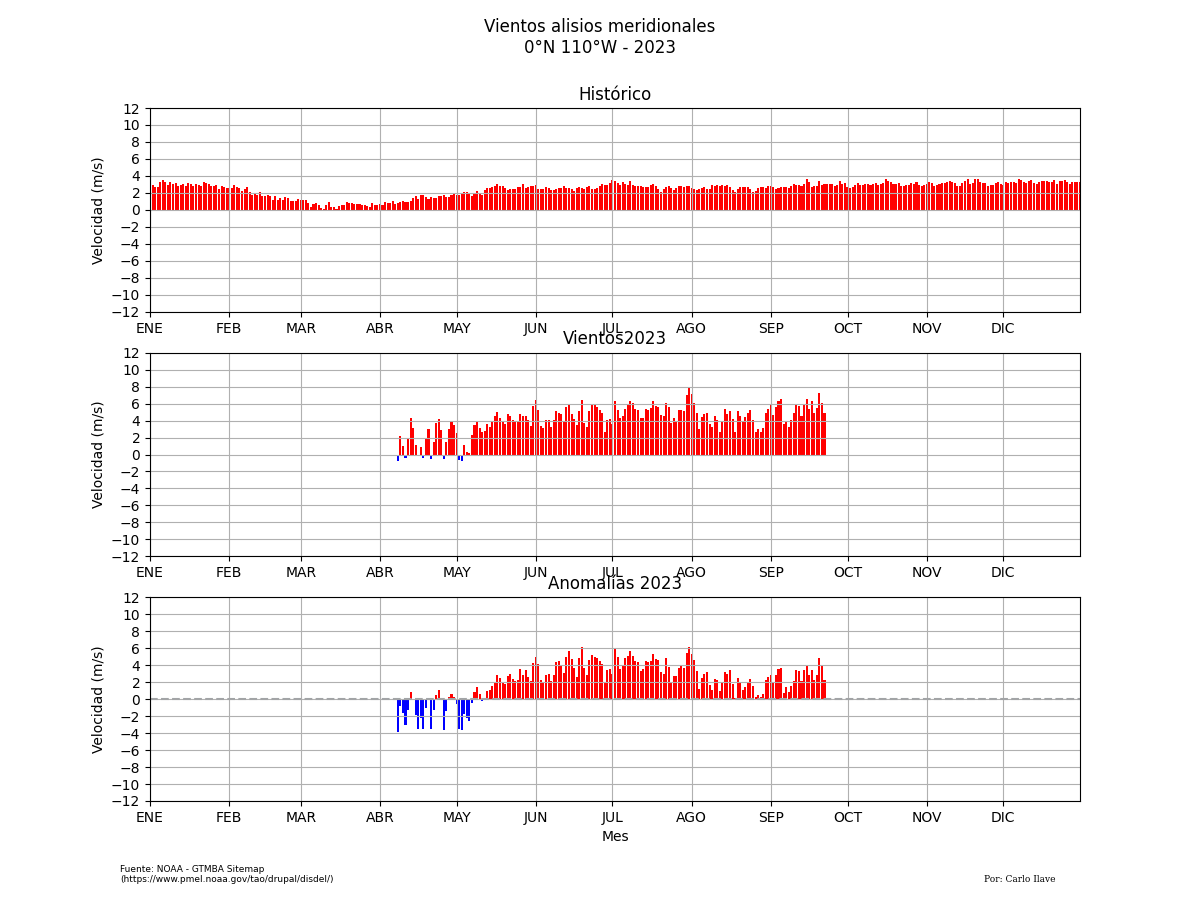 Vientos alisios meridionales
0°N 110°W - 2023
Histórico
12
10
8
6
4
2
0
−2
−4
−6
−8
−10
−12
Velocidad (m/s)
ENE FEB MAR ABR MAY JUN JUL AGO SEP OCT NOV DIC
Vientos2023
12
10
8
6
4
2
0
−2
−4
−6
−8
−10
−12
Velocidad (m/s)
ENE FEB MAR ABR MAY JUN JUL AGO SEP OCT NOV DIC
Anomalías 2023
12
10
8
6
4
2
0
−2
−4
−6
−8
−10
−12
Velocidad (m/s)
ENE FEB MAR ABR MAY JUN JUL AGO SEP OCT NOV DIC
Mes
Fuente: NOAA - GTMBA Sitemap
(https://www.pmel.noaa.gov/tao/drupal/disdel/)
Por: Carlo Ilave